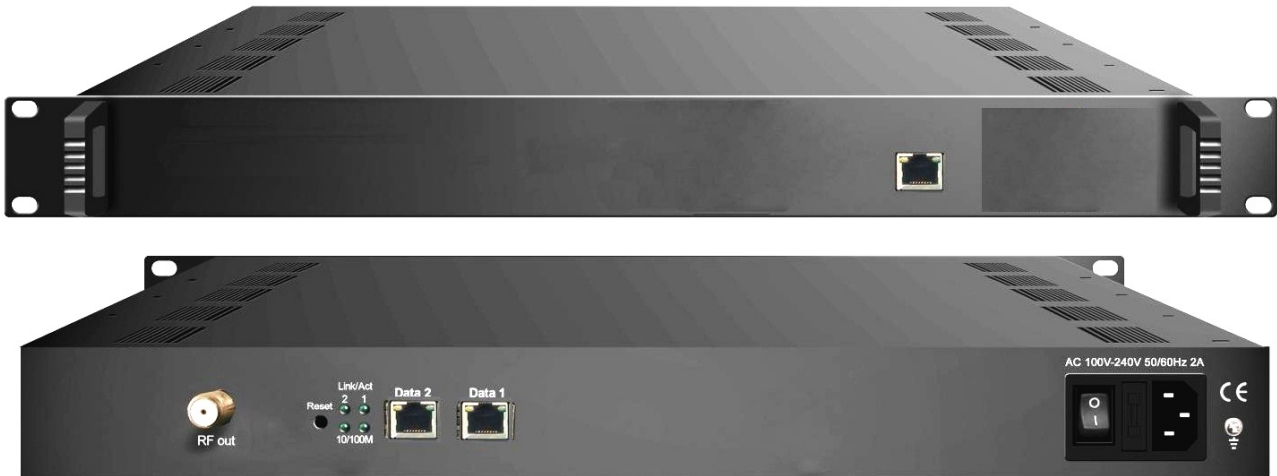 AC 100V-240V 50/60Hz 2A
Link/Act
2 1
Data 2
Data 1
Reset
10/100M
RF out
O
I
CE